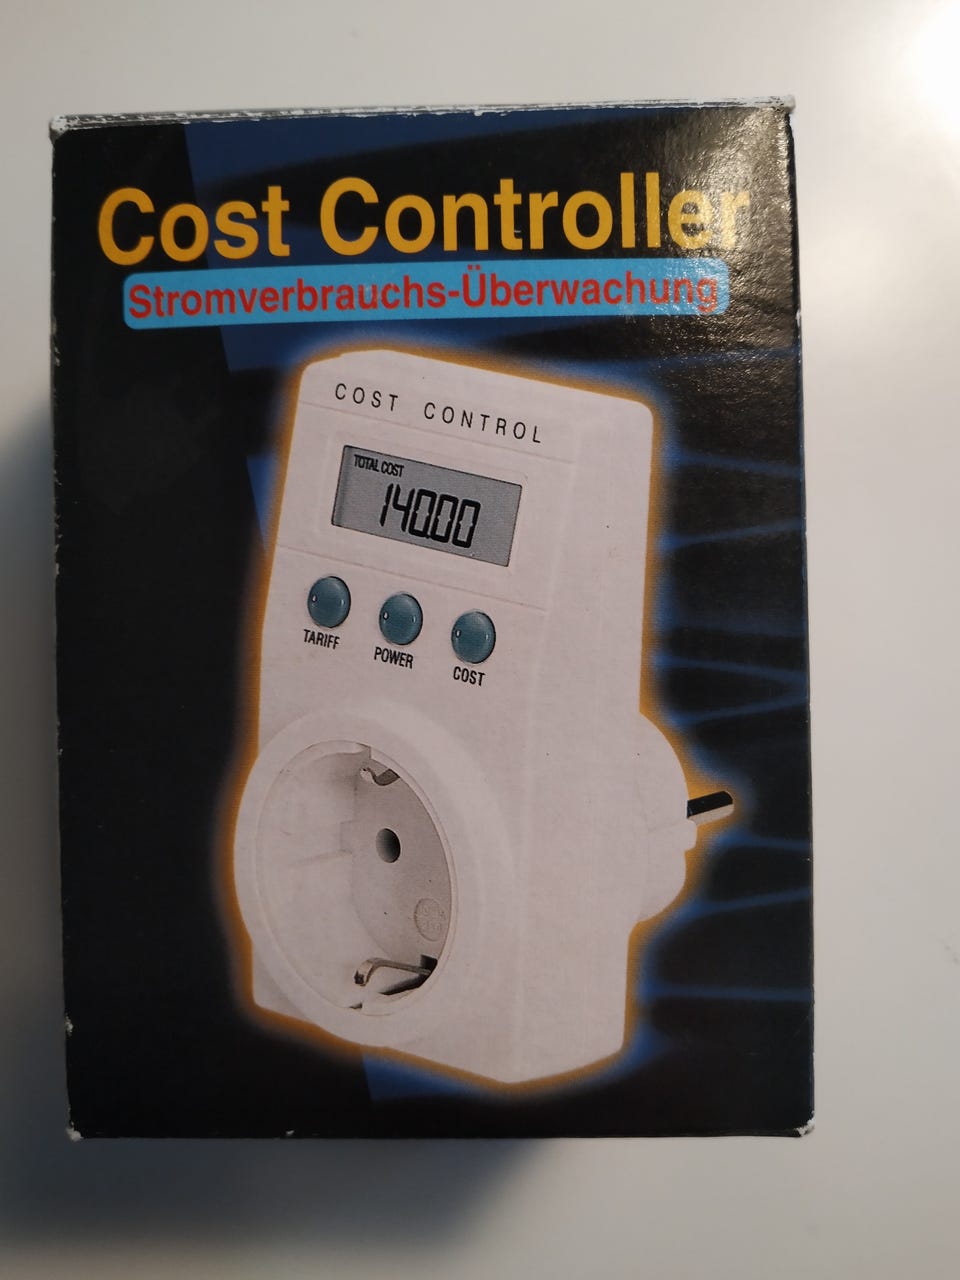 Cost Controller
Stromverbrauchs-Überwachung
COST CONTROL
TOTAL COST
140.00
TARIFF
POWER
COST